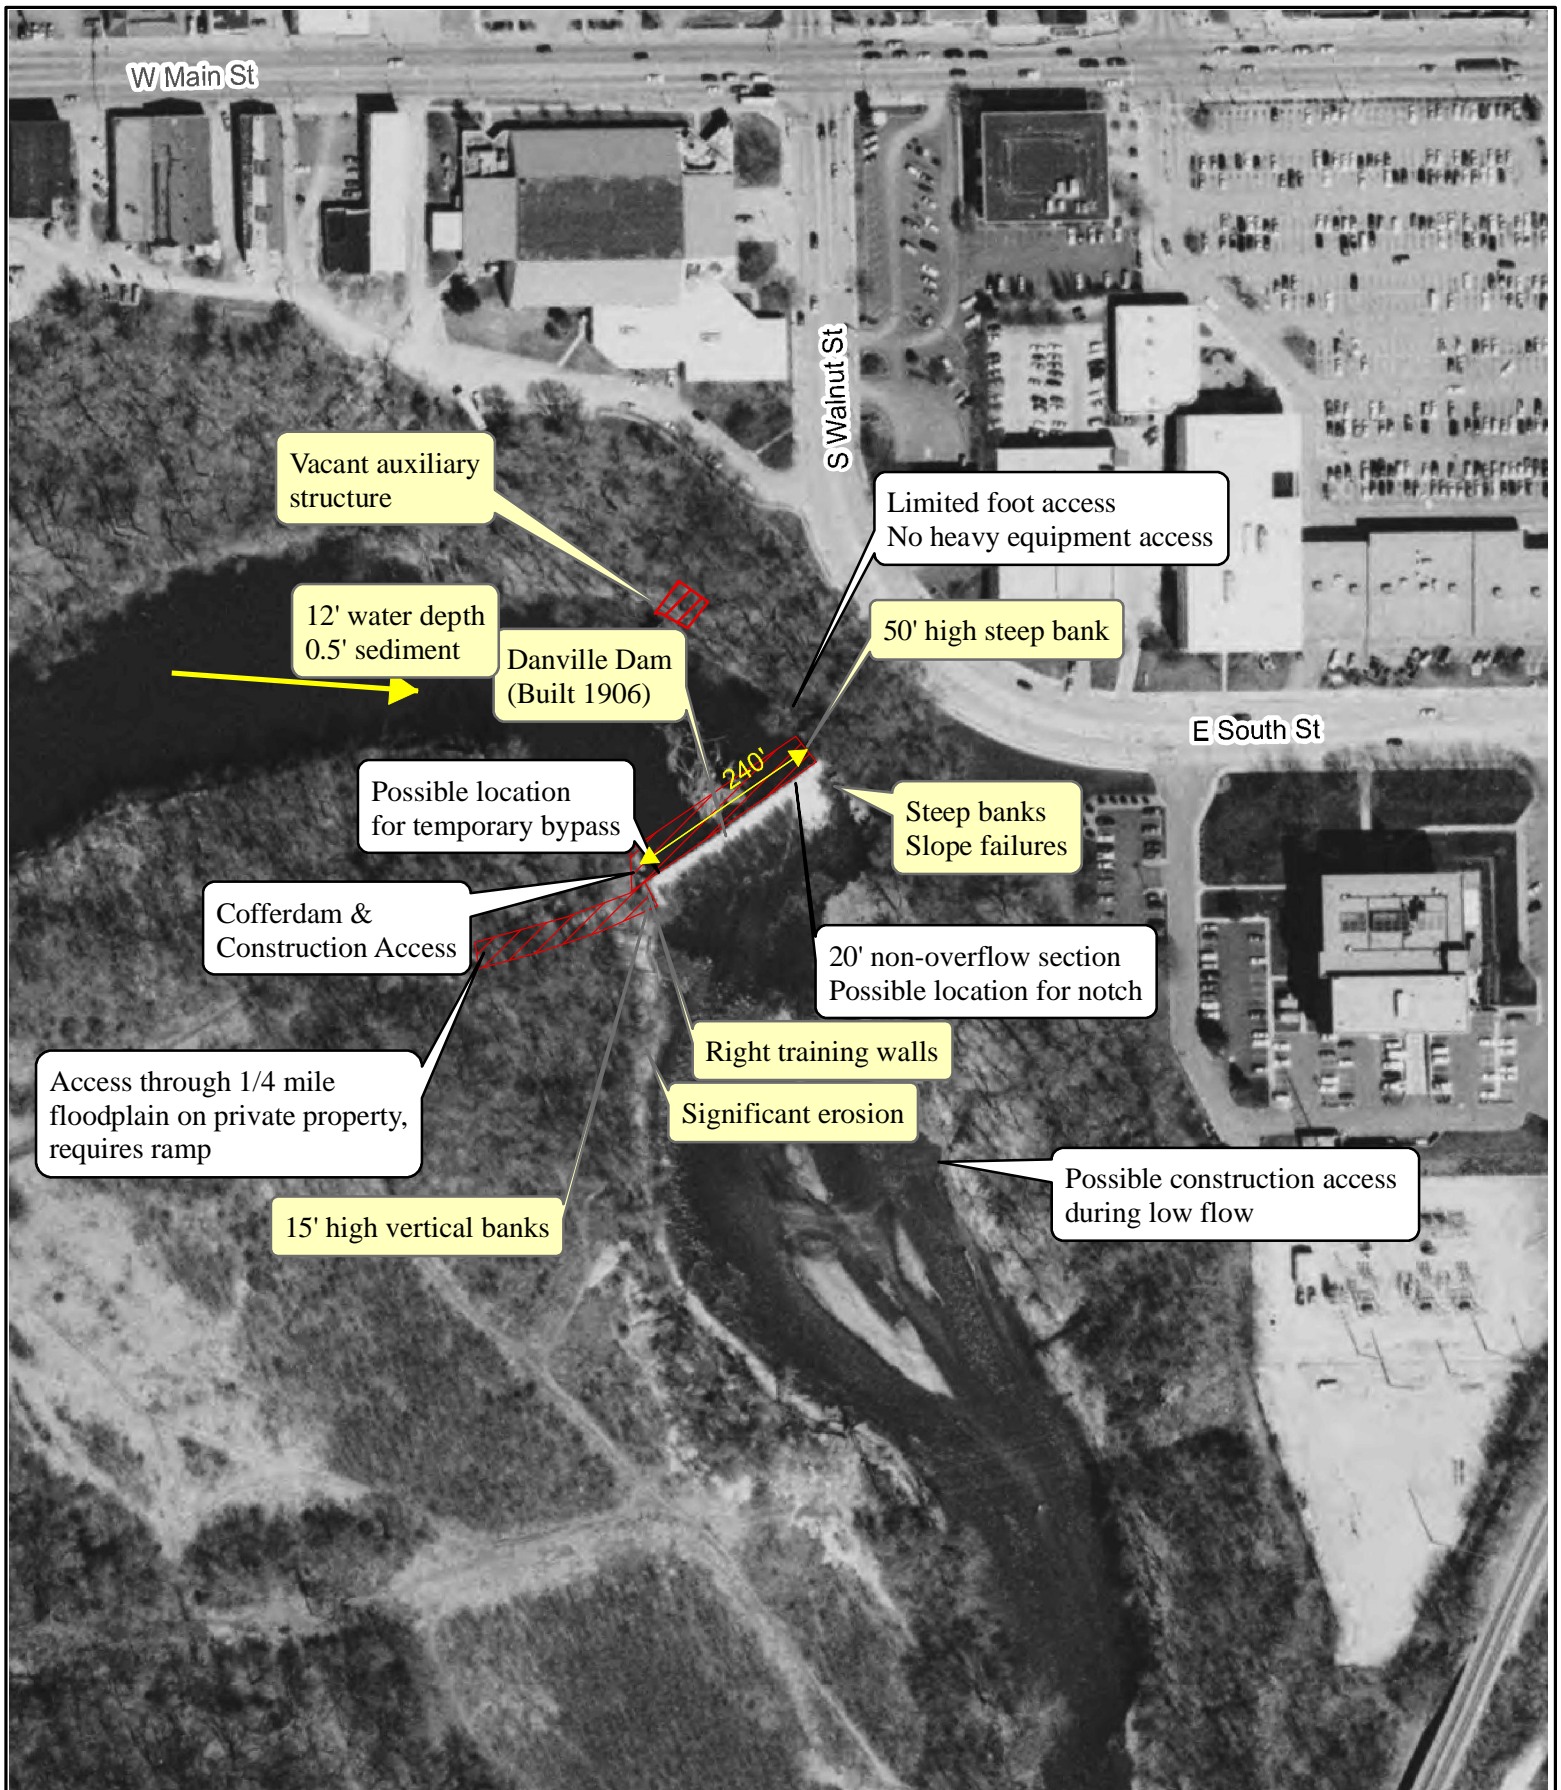 W Main St
S Walnut St
Vacant auxiliary
structure
Limited foot access
No heavy equipment access
12' water depth
0.5' sediment
50' high steep bank
Danville Dam
(Built 1906)
E South St
240'
Possible location
for temporary bypass
Steep banks
Slope failures
Cofferdam &
Construction Access
20' non-overflow section
Possible location for notch
Right training walls
Access through 1/4 mile
floodplain on private property,
requires ramp
Significant erosion
Possible construction access
during low flow
15' high vertical banks